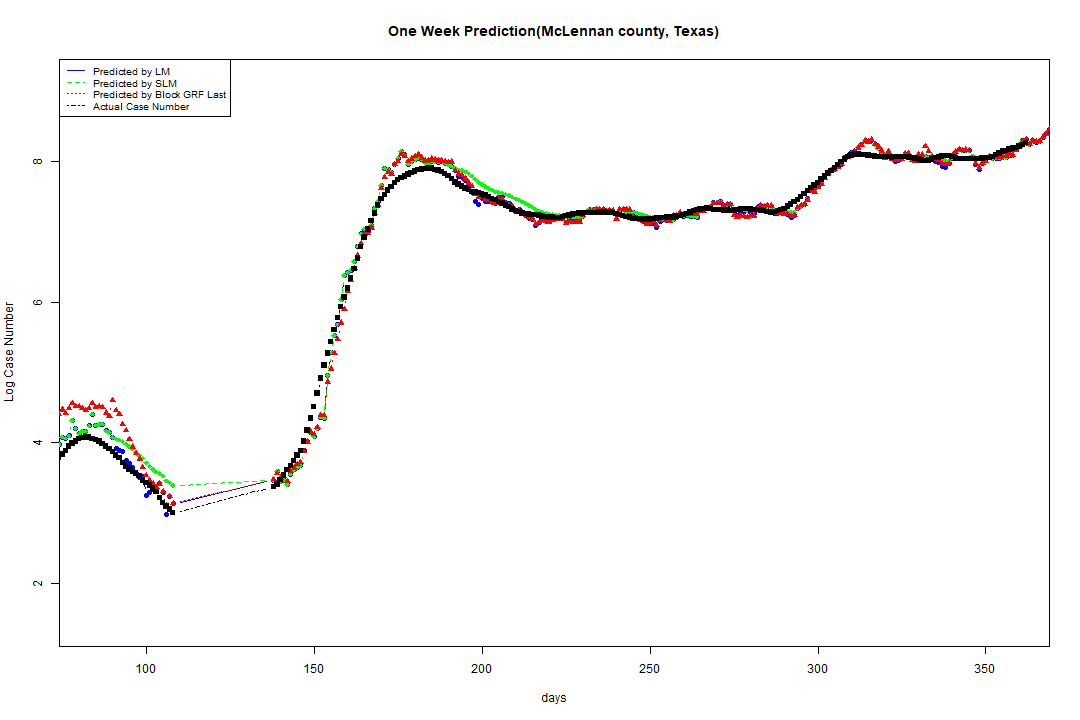 One Week Prediction(McLennan county, Texas)
Predicted by LM
Predicted by SLM
Predicted by Block GRF Last
Actual Case Number
8
6
4
2
Log Case Number
100 150 200 250 300 350
days